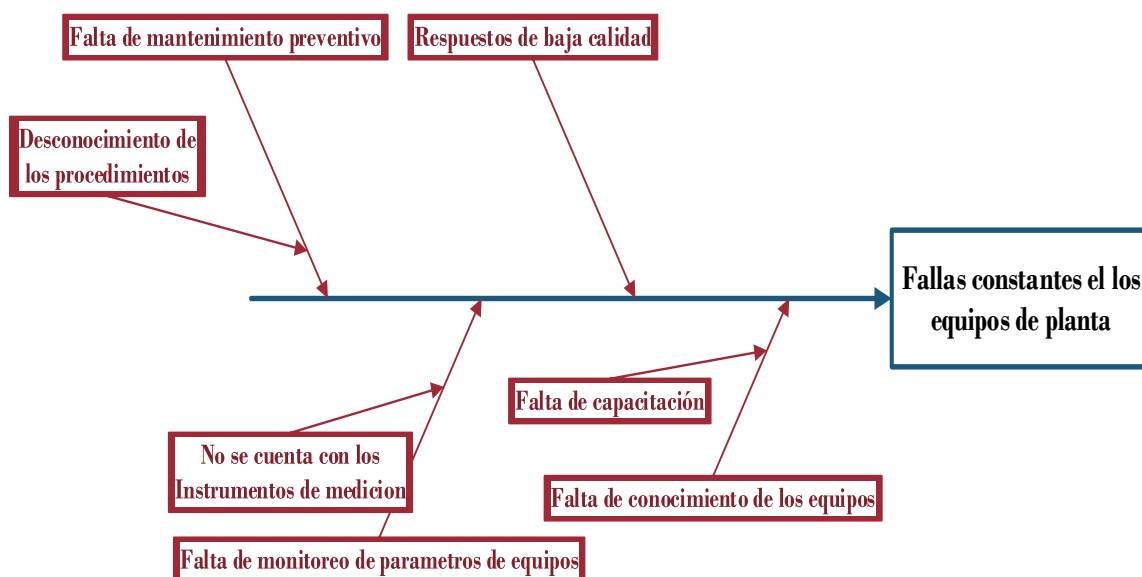 Falta de mantenimiento preventivo
Respuestos de baja calidad
Desconocimiento de
los procedimientos
Fallas constantes el los
equipos de planta
Falta de capacitación
No se cuenta con los
Instrumentos de medicion
Falta de conocimiento de los equipos
Falta de monitoreo de parametros de equipos